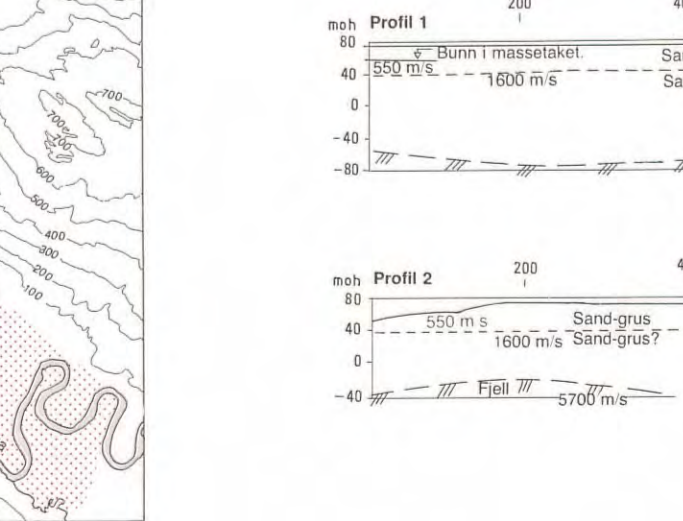 700
700
700
600
500
400
300
200
100
200
moh Profil 1
80
Bunn i massetaket.
550 m/s
40
1600 m/s
0
-40
-80
200
moh Profil 2
80
550 m s Sand-grus
40
1600 m/s Sand-grus?
0
Fjell
-40
5700 m/s